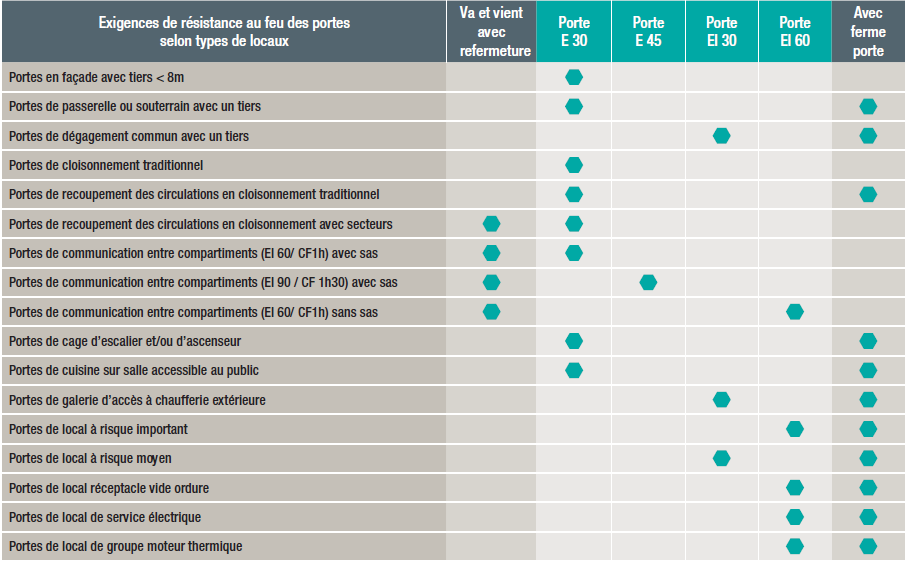 Exigences de résistance au feu des portes
selon types de locaux
Va et vient
avec
refermeture
Porte
E 30
Porte
E 45
Porte
EI 30
Porte
EI 60
Avec
ferme
porte
Portes en façade avec tiers < 8m
Portes de passerelle ou souterrain avec un tiers
Portes de dégagement commun avec un tiers
Portes de cloisonnement traditionnel
Portes de recoupement des circulations en cloisonnement traditionnel
Portes de recoupement des circulations en cloisonnement avec secteurs
Portes de communication entre compartiments (EI 60/ CF1h) avec sas
Portes de communication entre compartiments (EI 90 / CF 1h30) avec sas
Portes de communication entre compartiments (EI 60/ CF1h) sans sas
Portes de cage d'escalier et/ou d'ascenseur
Portes de cuisine sur salle accessible au public
Portes de galerie d'accès à chaufferie extérieure
Portes de local à risque important
Portes de local à risque moyen
Portes de local réceptacle vide ordure
Portes de local de service électrique
Portes de local de groupe moteur thermique